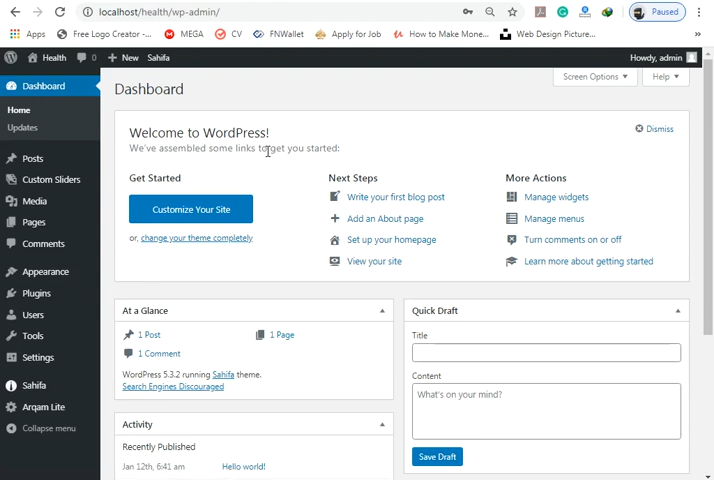 localhost/health/wp-admin/
Paused
Apps
Free Logo Creator -...
MEGA
CV
FNWallet
Apply for Job
How to Make Mone...
Web Design Picture...
»
Health
0
New
Sahifa
Howdy, admin
Dashboard
Home
Updates
Posts
Custom Sliders
Media
Pages
Comments
Appearance
Plugins
Users
Tools
Settings
Sahifa
Arqam Lite
Collapse menu
Screen Options
Help
Dashboard
Welcome to WordPress!
Dismiss
We've assembled some links to get you started:
Get Started
Customize Your Site
or, change your theme completely
Next Steps
Write your first blog post
Add an About page
Set up your homepage
View your site
More Actions
Manage widgets
Manage menus
Turn comments on or off
Learn more about getting started
At a Glance
1 Post
1 Page
1 Comment
WordPress 5.3.2 running Sahifa theme.
Search Engines Discouraged
Activity
Recently Published
Jan 12th, 6:41 am
Hello world!
Quick Draft
Title
Content
What's on your mind?
Save Draft